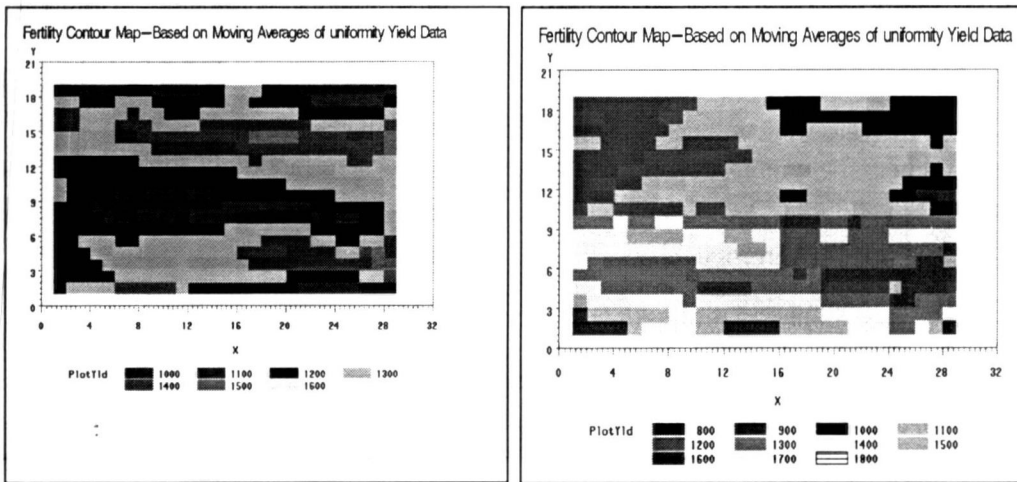 Fertility Contour Map—Based on Moving Averages of uniformity Yield Data
Y
21
18
15
12
9
6
3
0
0 4 8 12 16 20 24 28 32
X
PlotYld 1000 1100 1200 1300
1400 1500 1600
Fertility Contour Map—Based on Moving Averages of uniformity Yield Data
Y
21
18
15
12
9
6
3
0
0 4 8 12 16 20 24 28 32
X
PlotYld 800 900 1000 1100
1200 1300 1400 1500
1600 1700 1800